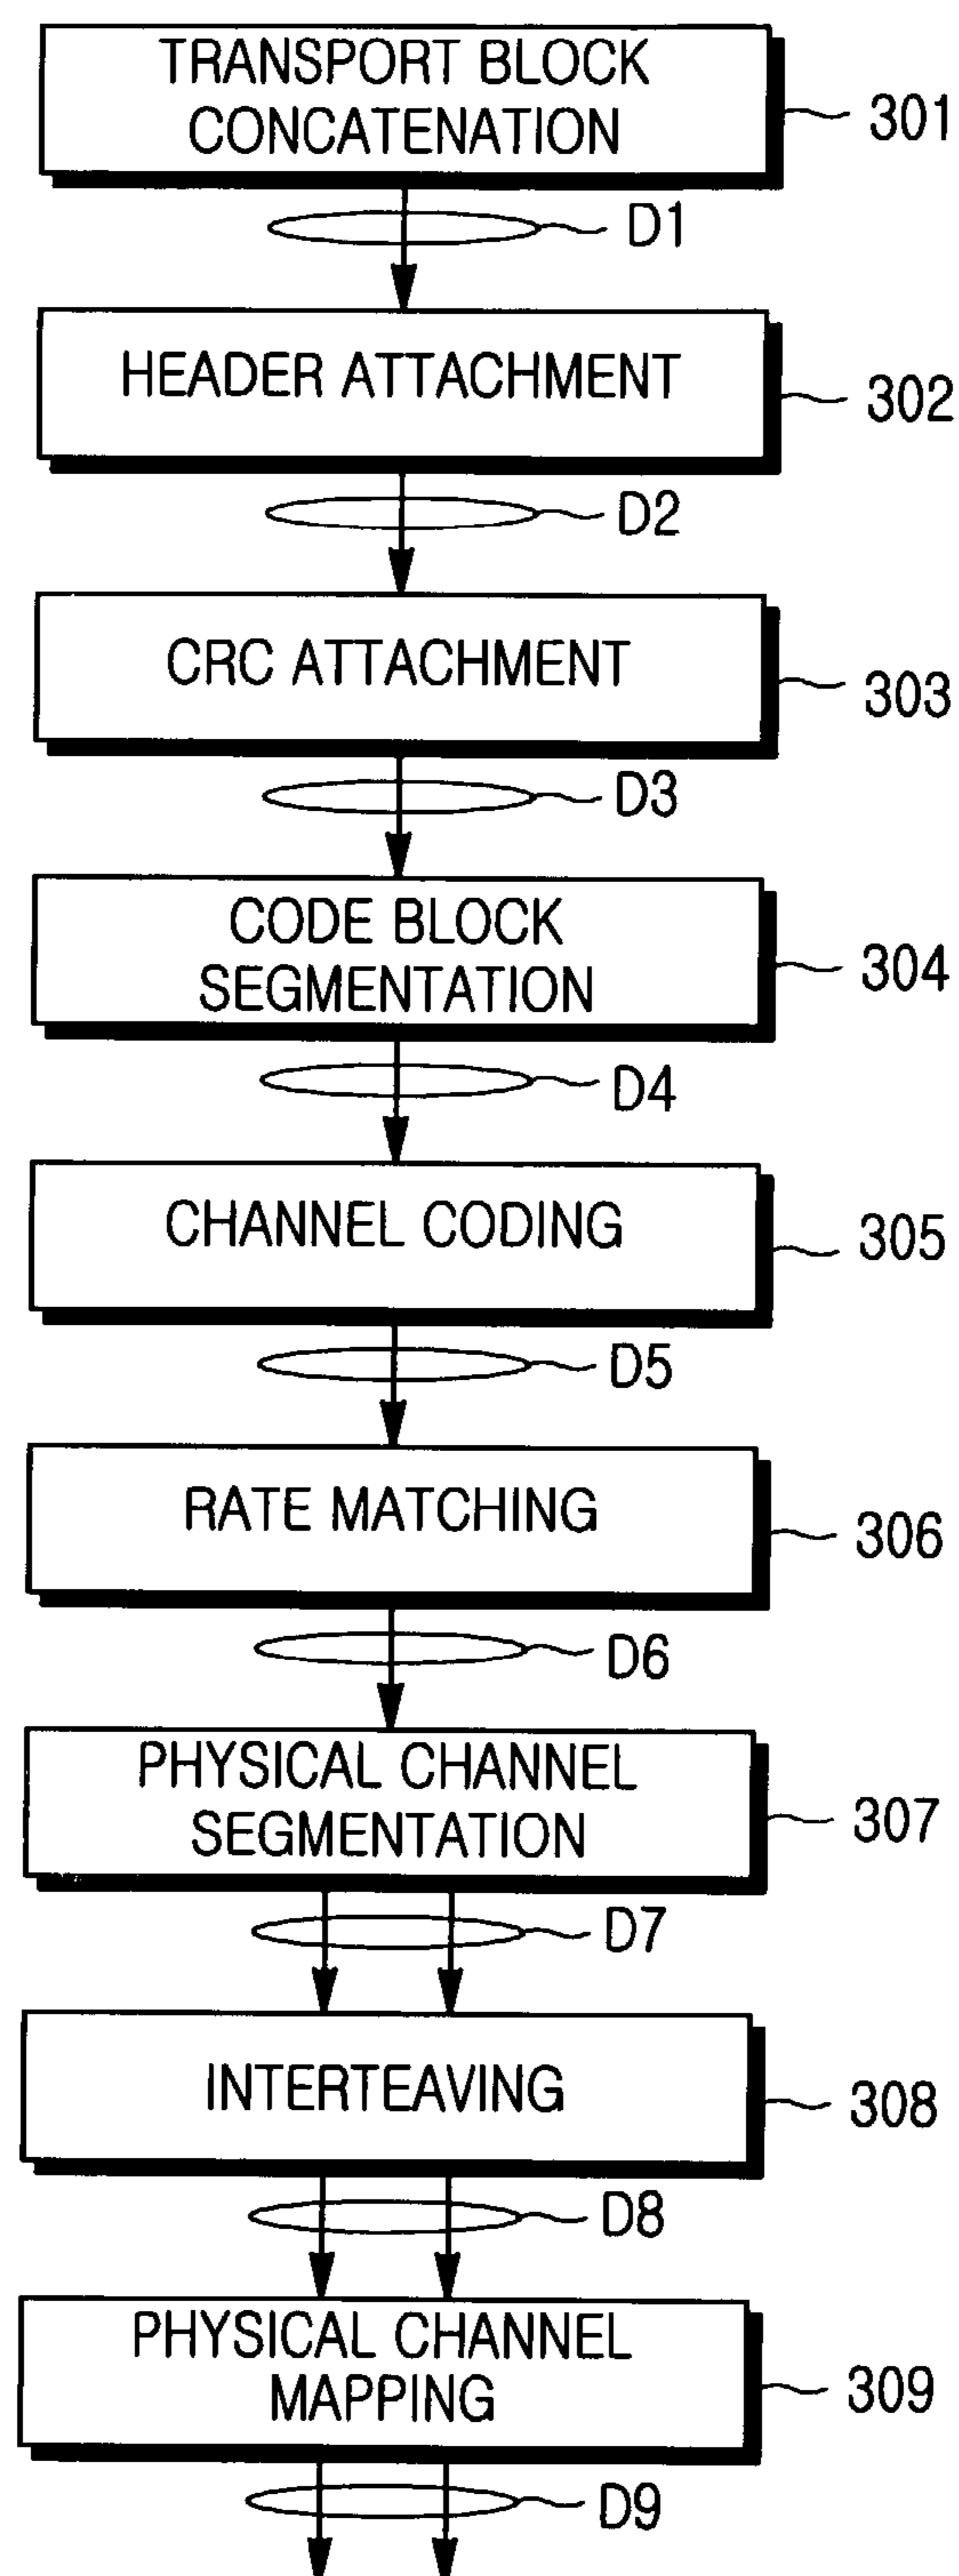 TRANSPORT BLOCK
CONCATENATION
301
D1
HEADER ATTACHMENT
302
D2
CRC ATTACHMENT
303
D3
CODE BLOCK
SEGMENTATION
304
D4
CHANNEL CODING
305
D5
RATE MATCHING
306
D6
PHYSICAL CHANNEL
SEGMENTATION
307
D7
INTERTEAVING
308
D8
PHYSICAL CHANNEL
MAPPING
309
D9